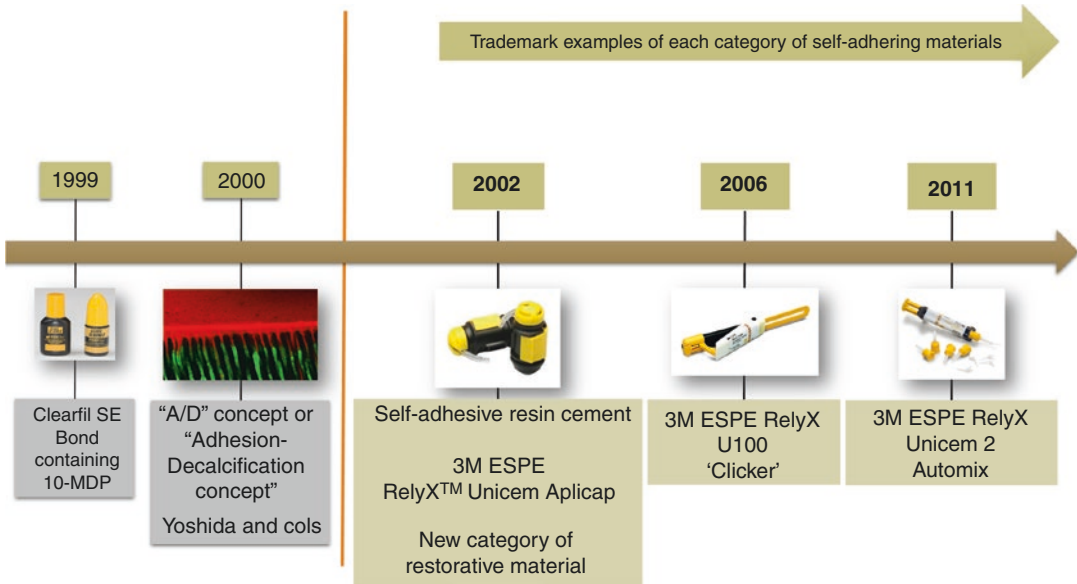 Trademark examples of each category of self-adhering materials
1999
2000
2002
2006
2011
Clearfil SE
Bond
containing
10-MDP
“A/D” concept or
“Adhesion-
Decalcification
concept”
Yoshida and cols
Self-adhesive resin cement
3M ESPE
RelyX™ Unicem Aplicap
New category of
restorative material
3M ESPE RelyX
U100
‘Clicker’
3M ESPE RelyX
Unicem 2
Automix